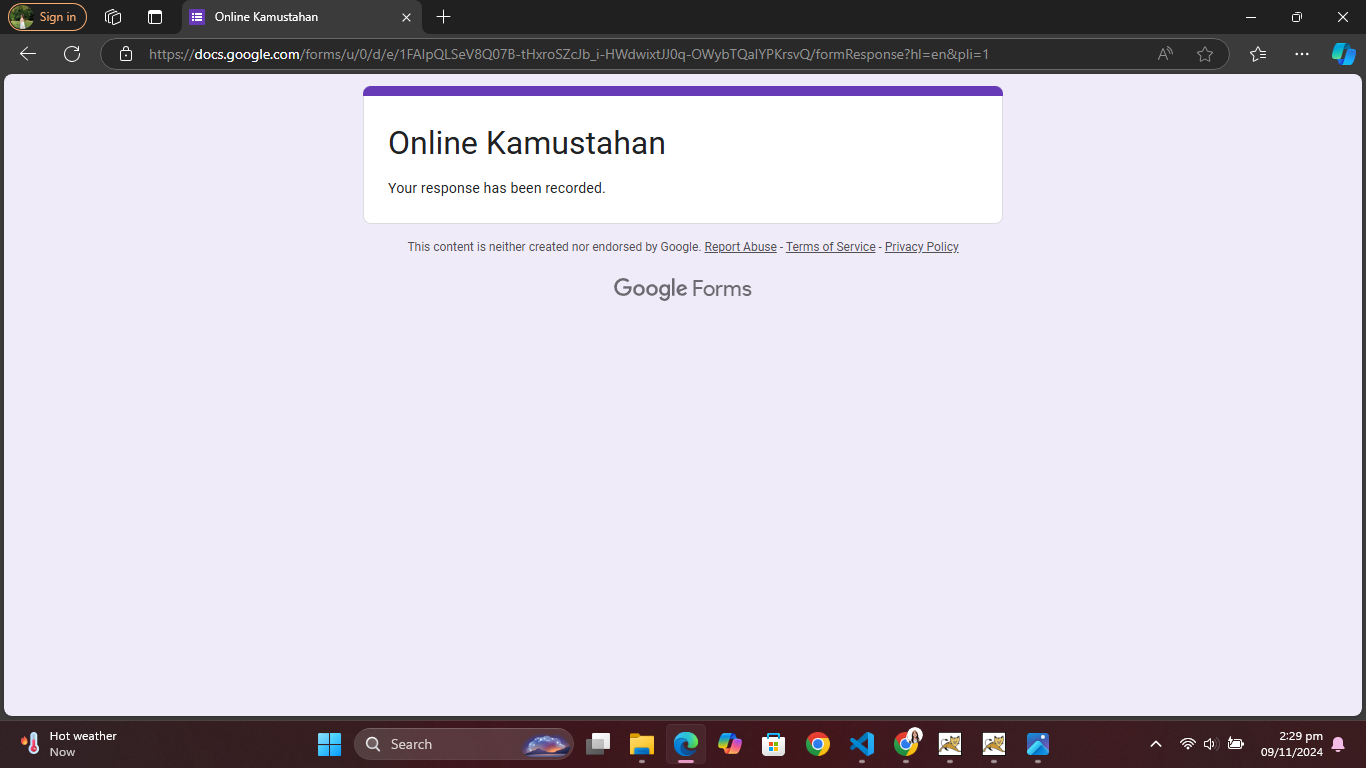 Sign in
Online Kamustahan
https://docs.google.com/forms/u/0/d/e/1FAIpQLSeV8Q07B-tHxroSZcJb_i-HWdwixtJJ0q-OWybTQalYPKrsvQ/formResponse?hl=en&pli=1
Online Kamustahan
Your response has been recorded.
This content is neither created nor endorsed by Google. Report Abuse - Terms of Service - Privacy Policy
Google Forms
Hot weather
Now
Search
2:29 pm
09/11/2024